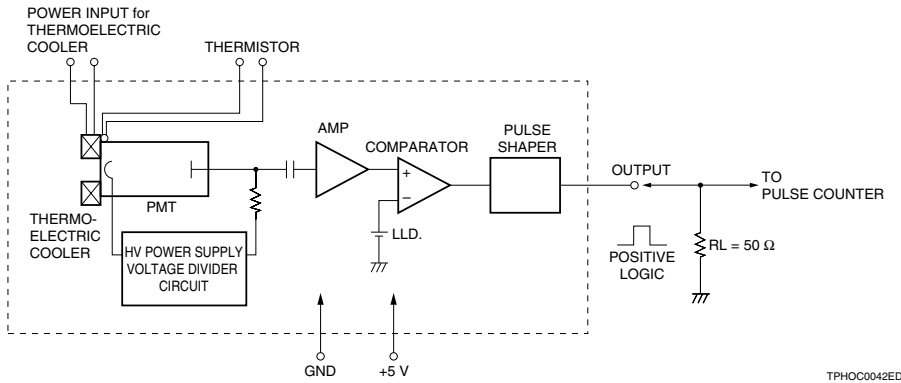 POWER INPUT for
THERMOELECTRIC
COOLER
THERMISTOR
AMP
COMPARATOR
PULSE
SHAPER
OUTPUT
TO
PULSE COUNTER
+
−
LLD.
PMT
THERMO-
ELECTRIC
COOLER
HV POWER SUPPLY
VOLTAGE DIVIDER
CIRCUIT
POSITIVE
LOGIC
RL = 50 Ω
GND
+5 V
TPHOC0042ED